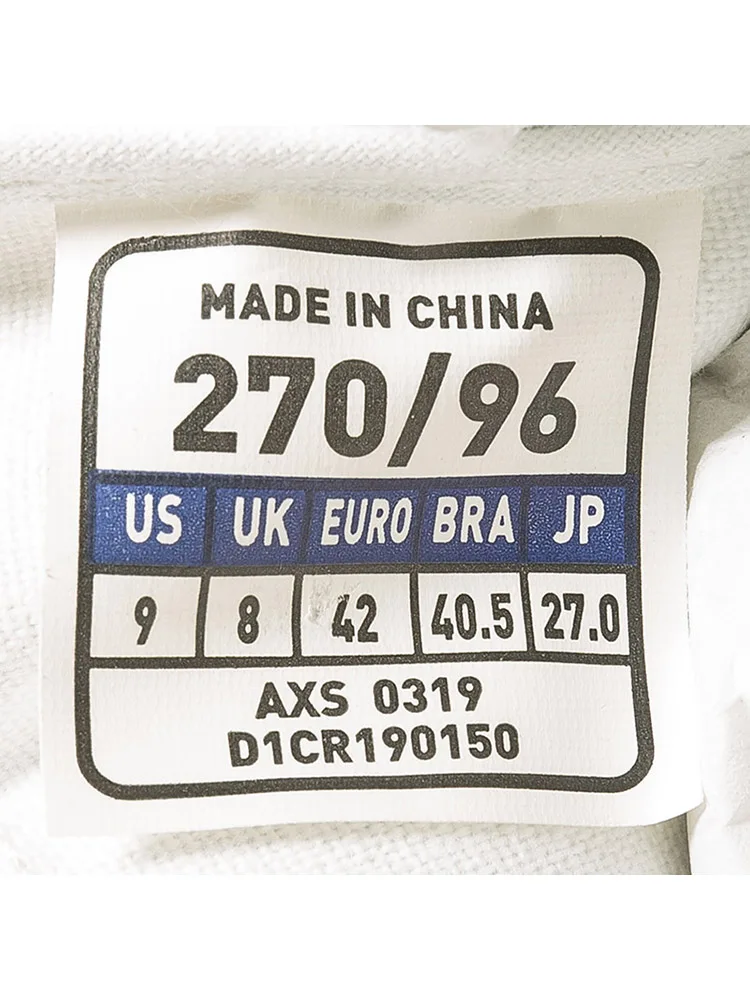 MADE IN CHINA
270/96
US UK EURO BRA JP
9 8 42 40.5 27.0
AXS 0319
D1CR190150